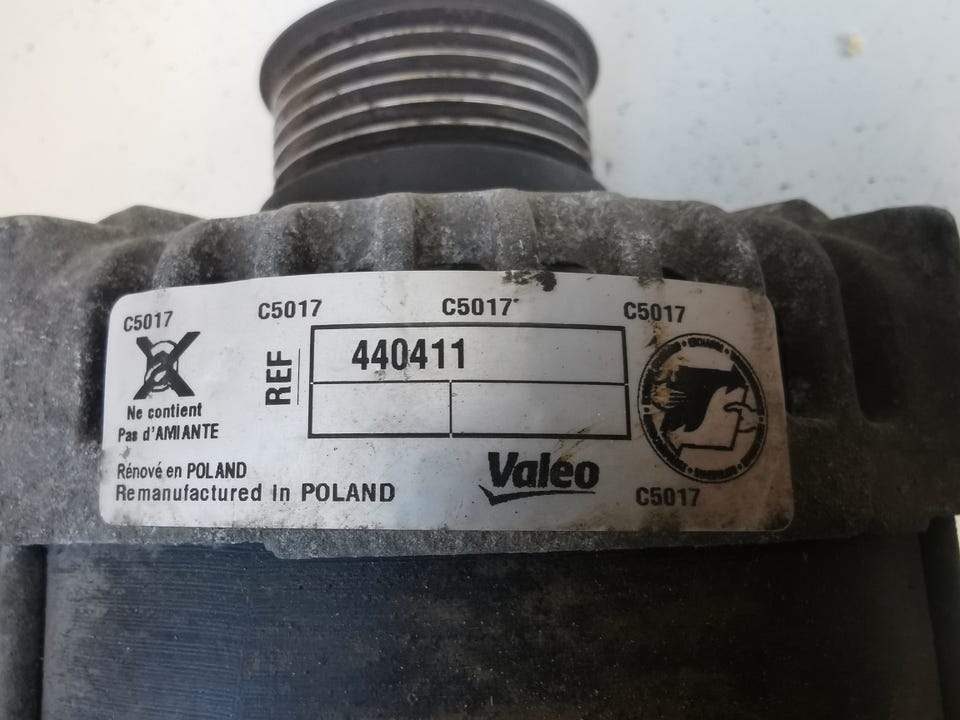 C5017 C5017 C5017 C5017
REF 440411
Ne contient
Pas d'AMIANTE
Rénové en POLAND
Remanufactured in POLAND
Valeo
C5017